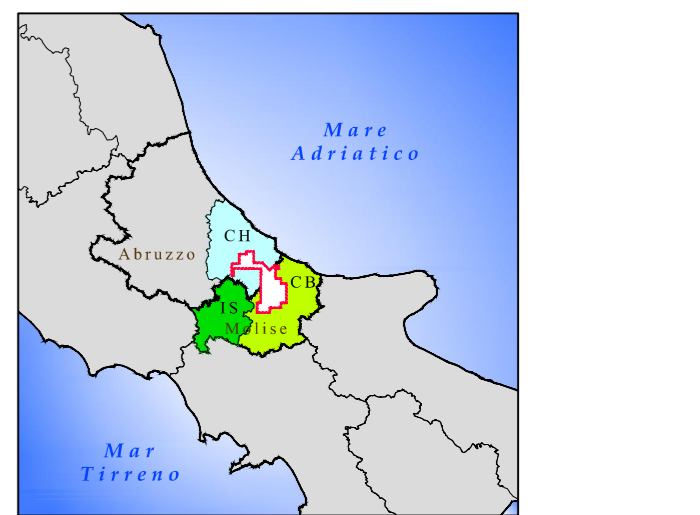 Mare
Adriatico
CH
Abruzzo
CB
IS
Molise
Mar
Tirreno